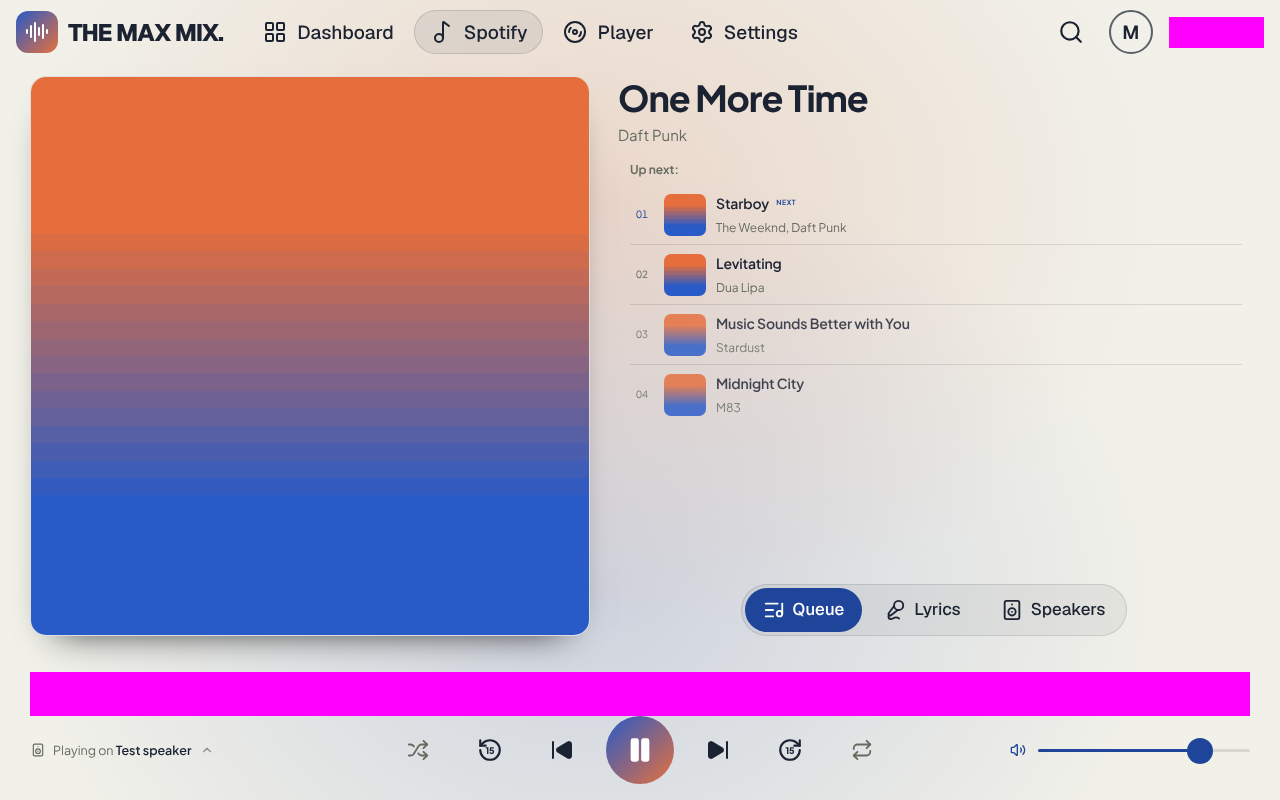 THE MAX MIX.
Dashboard
Spotify
Player
Settings
M
One More Time
Daft Punk
Up next:
01
Starboy NEXT
The Weeknd, Daft Punk
02
Levitating
Dua Lipa
03
Music Sounds Better with You
Stardust
04
Midnight City
M83
Queue
Lyrics
Speakers
Playing on Test speaker
15
15